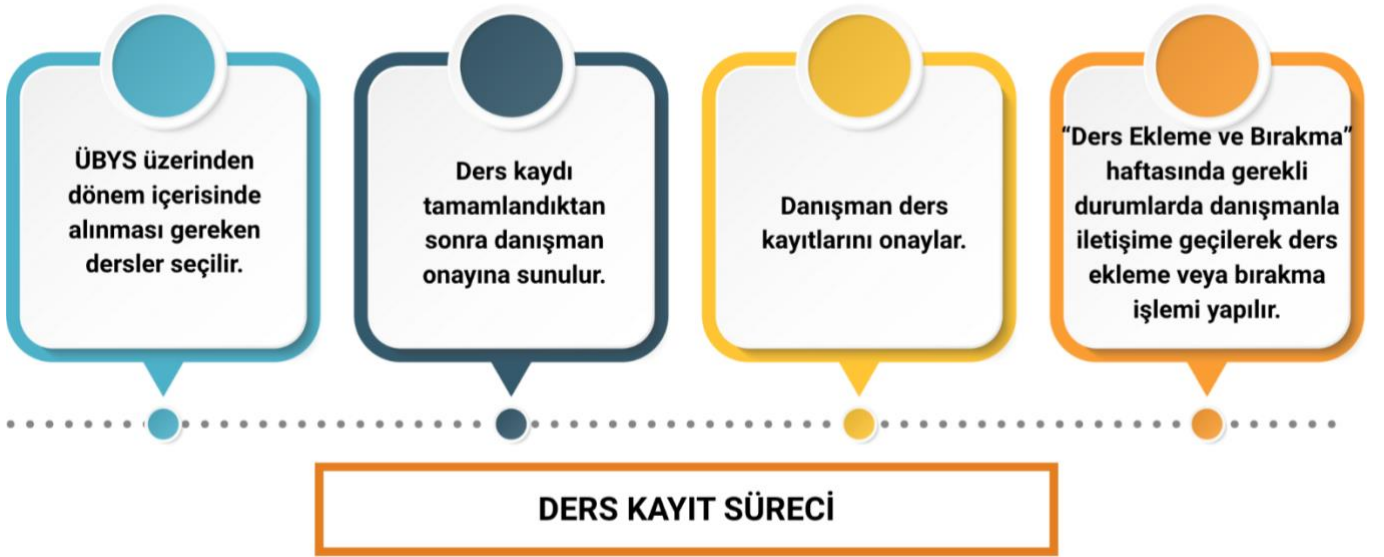 ÜBYS üzerinden
dönem içerisinde
alınması gereken
dersler seçilir.
Ders kaydı
tamamlandıktan
sonra danışman
onayına sunulur.
Danışman ders
kayıtlarını onaylar.
“Ders Ekleme ve Bırakma”
haftasında gerekli
durumlarda danışmanla
iletişime geçilerek ders
ekleme veya bırakma
işlemi yapılır.
DERS KAYIT SÜRECİ